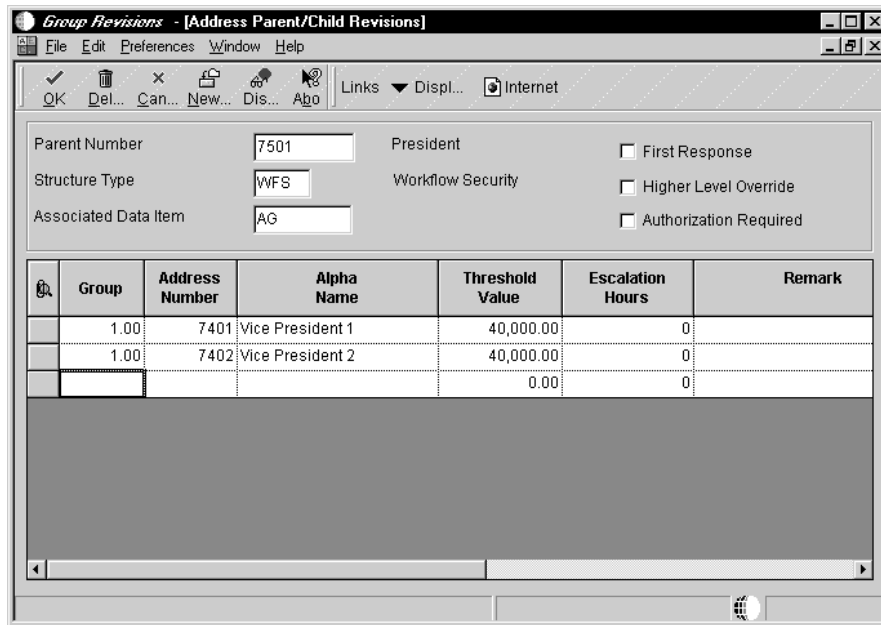 Group Revisions - [Address Parent/Child Revisions]
File Edit Preferences Window Help
OK Del... Can... New... Dis... Abo Links Displ... Internet
Parent Number 7501 President First Response
Structure Type WFS Workflow Security Higher Level Override
Associated Data Item AG Authorization Required
Group Address Number Alpha Name Threshold Value Escalation Hours Remark
1.00 7401 Vice President 1 40,000.00 0
1.00 7402 Vice President 2 40,000.00 0
0.00 0